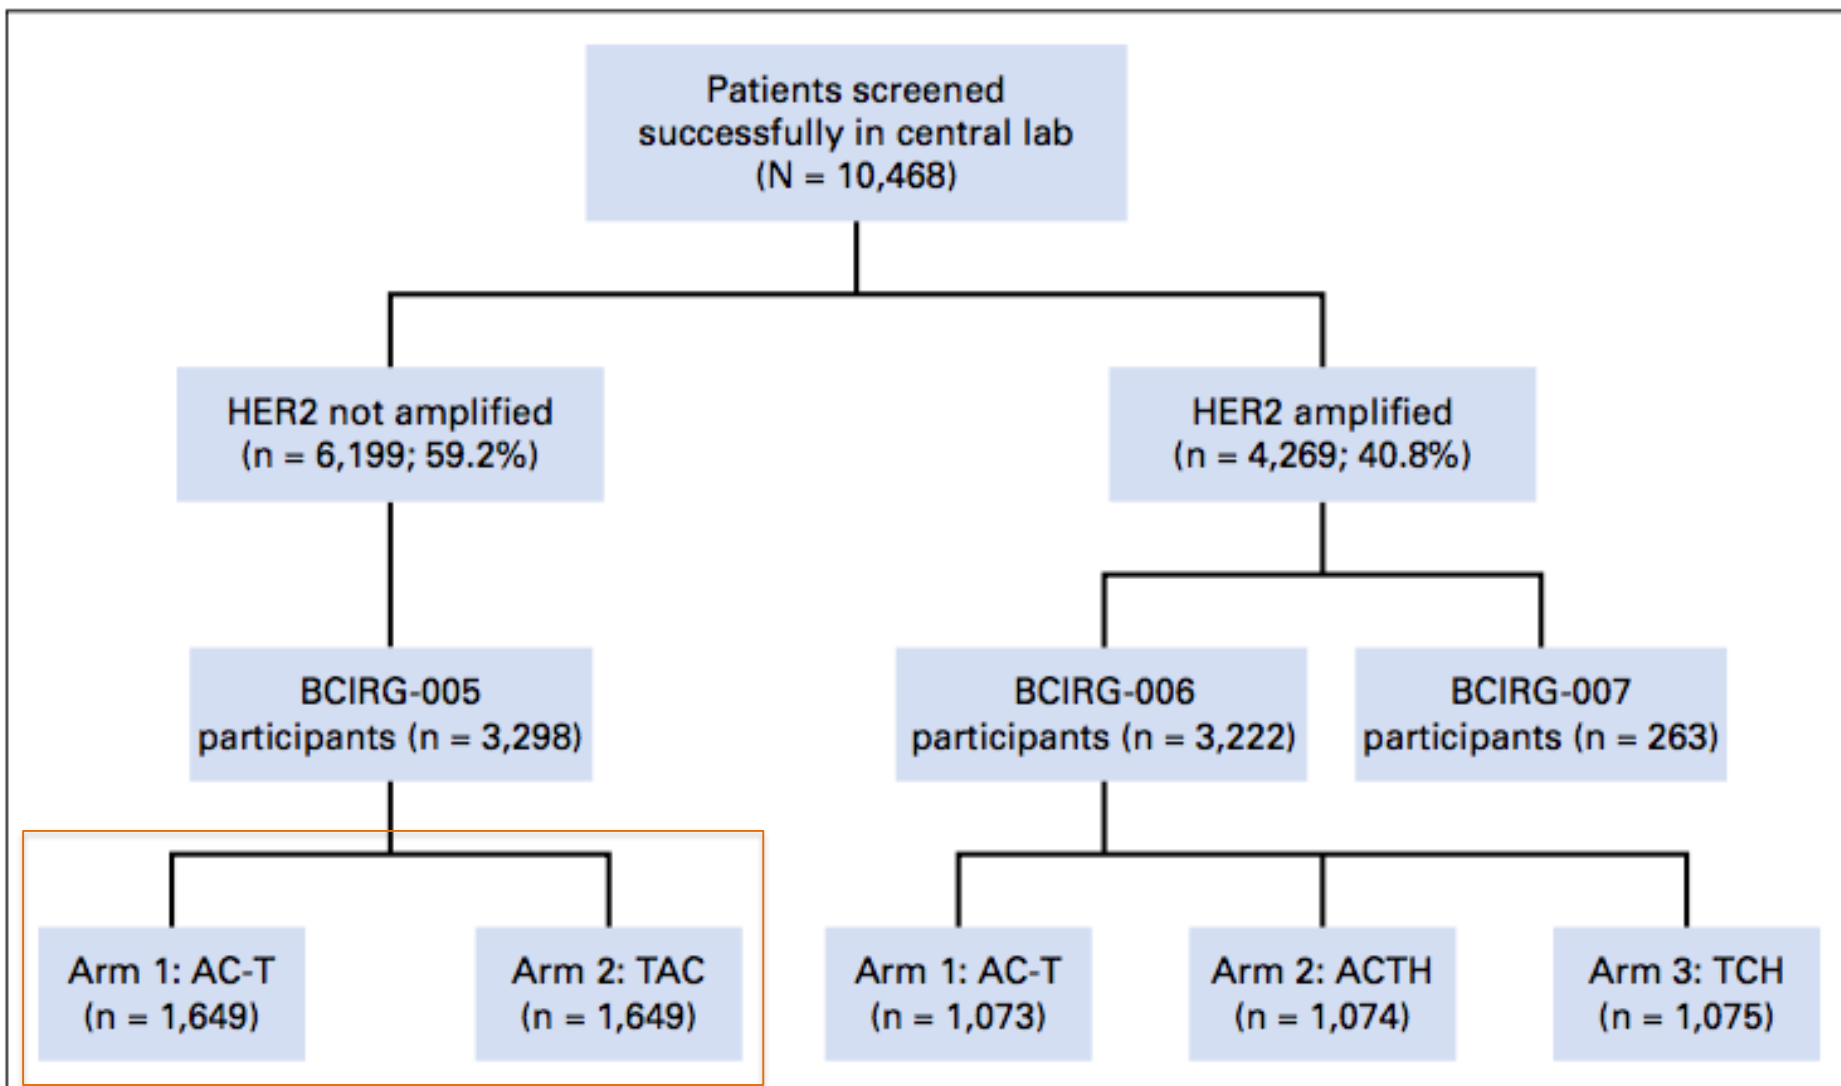 Patients screened
successfully in central lab
(N = 10,468)
HER2 not amplified
(n = 6,199; 59.2%)
HER2 amplified
(n = 4,269; 40.8%)
BCIRG-005
participants (n = 3,298)
BCIRG-006
participants (n = 3,222)
BCIRG-007
participants (n = 263)
Arm 1: AC-T
(n = 1,649)
Arm 2: TAC
(n = 1,649)
Arm 1: AC-T
(n = 1,073)
Arm 2: ACTH
(n = 1,074)
Arm 3: TCH
(n = 1,075)